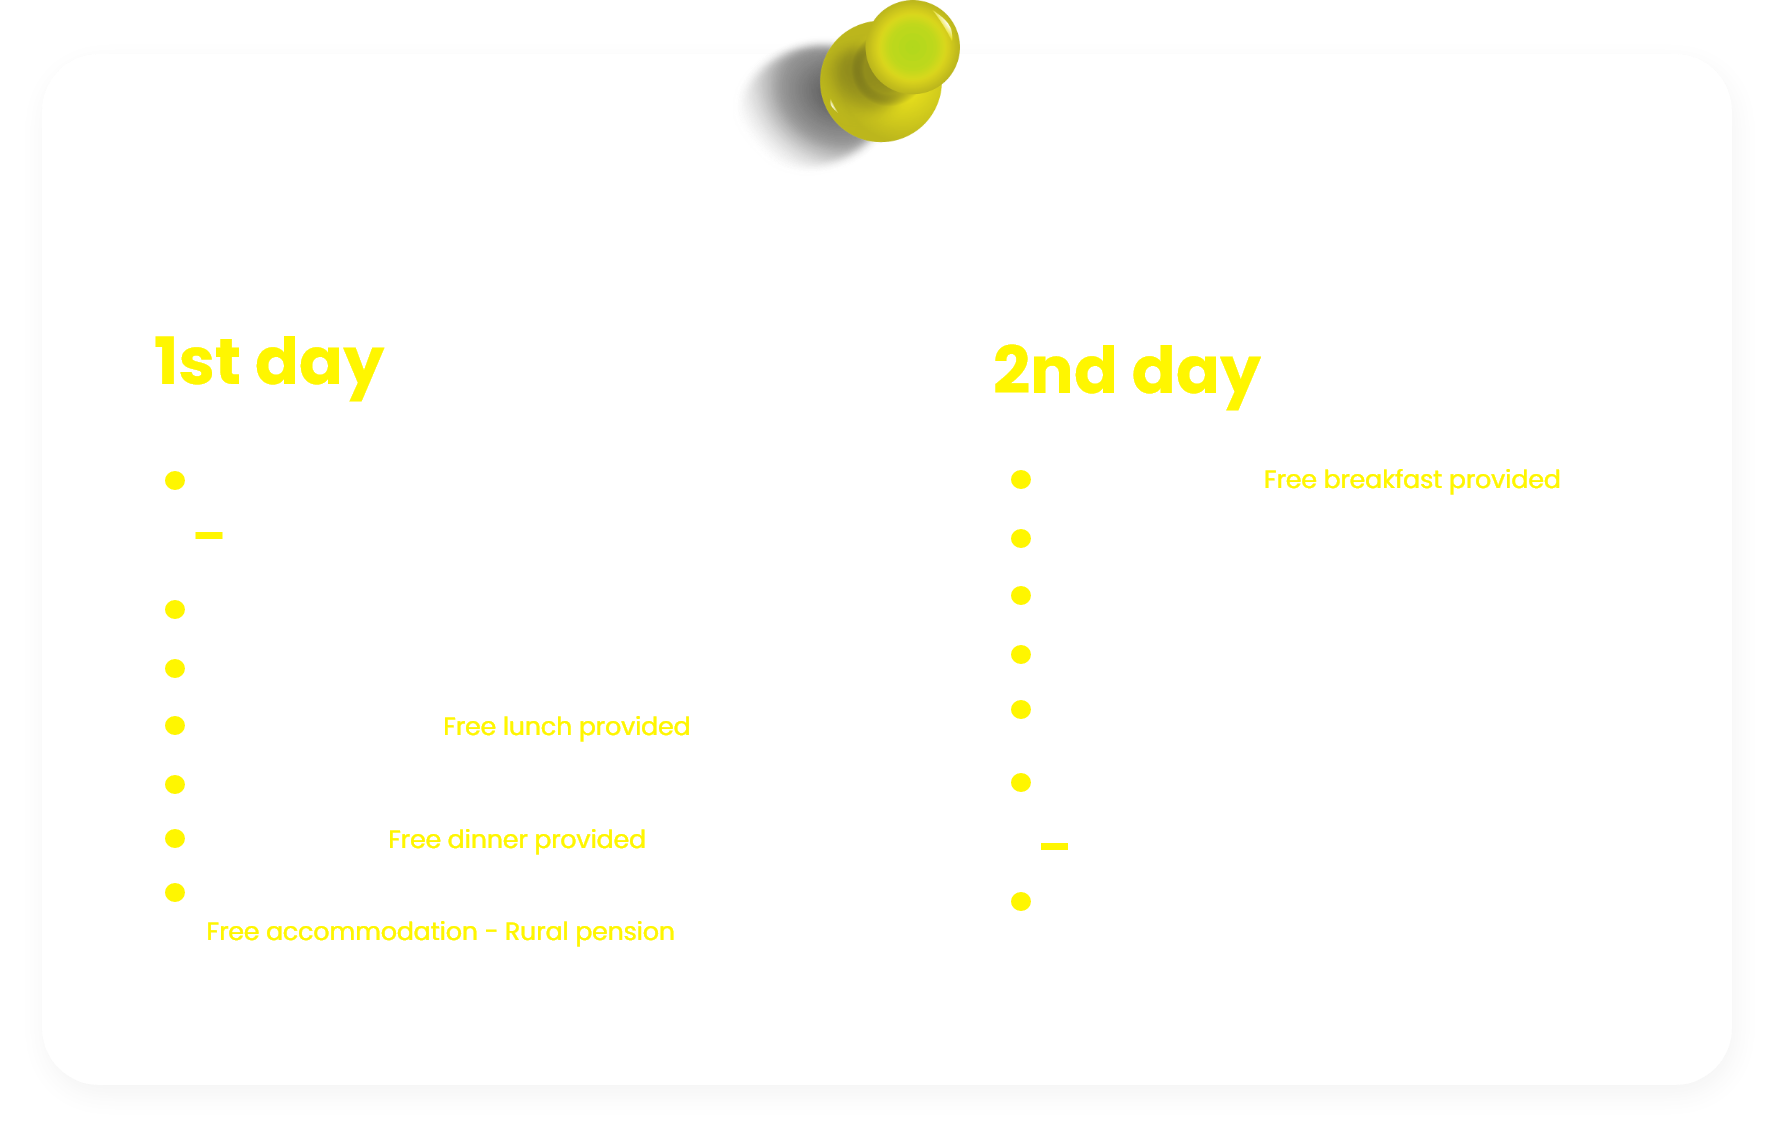 1st day
Free lunch provided
Free dinner provided
Free accommodation - Rural pension
2nd day
Free breakfast provided